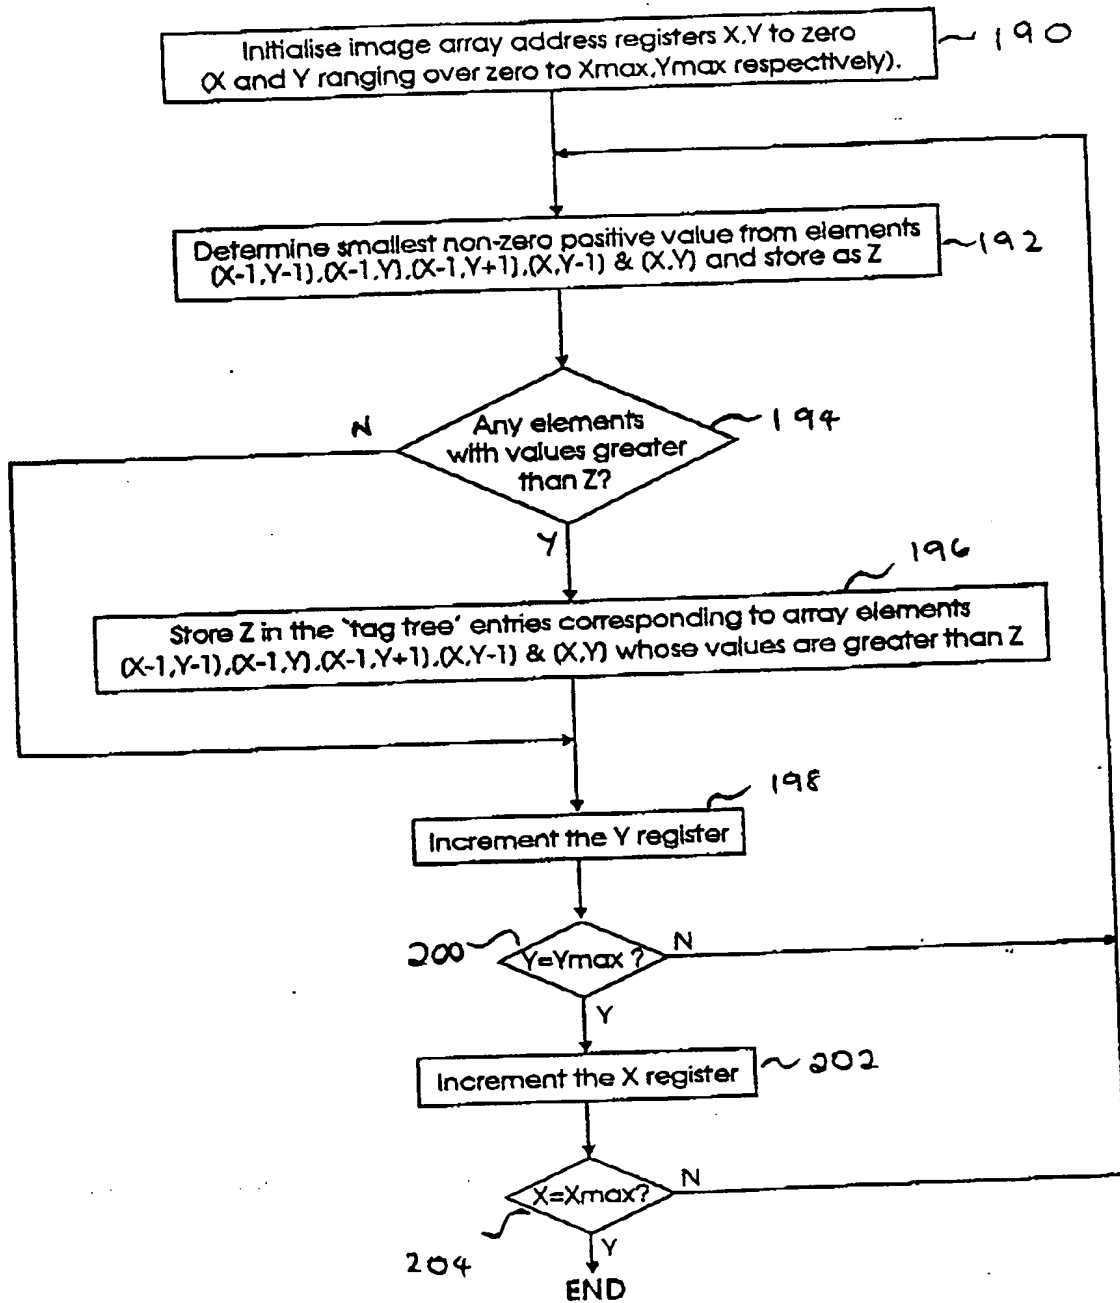 Initialise image array address registers X,Y to zero
(X and Y ranging over zero to Xmax,Ymax respectively).
190
Determine smallest non-zero positive value from elements
(X-1,Y-1),(X-1,Y),(X-1,Y+1),(X,Y-1) & (X,Y) and store as Z
192
N
Any elements
with values greater
than Z?
194
Y
196
Store Z in the 'tag tree' entries corresponding to array elements
(X-1,Y-1),(X-1,Y),(X-1,Y+1),(X,Y-1) & (X,Y) whose values are greater than Z
198
Increment the Y register
200
Y=Ymax ?
N
Y
Increment the X register
202
X=Xmax?
N
204
Y
END